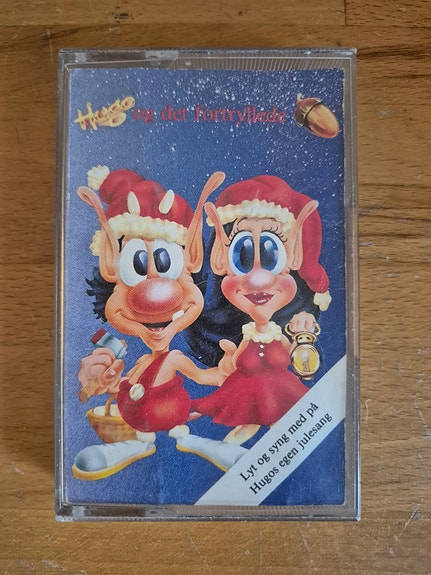 Hugo og det fortryllede
Lyt og syng med på
Hugos egen julesang